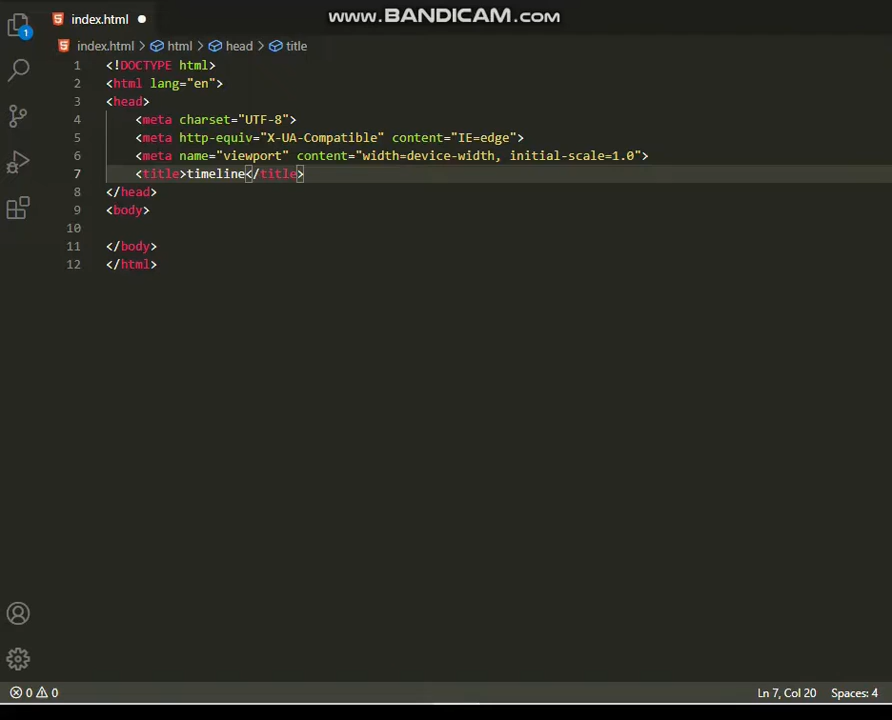 www.BANDICAM.com
index.html
1
index.html > html > head > title
1 <!DOCTYPE html>
2 <html lang="en">
3 <head>
4     <meta charset="UTF-8">
5     <meta http-equiv="X-UA-Compatible" content="IE=edge">
6     <meta name="viewport" content="width=device-width, initial-scale=1.0">
7     <title>timeline</title>
8 </head>
9 <body>
10
11 </body>
12 </html>
0 0 Ln 7, Col 20 Spaces: 4